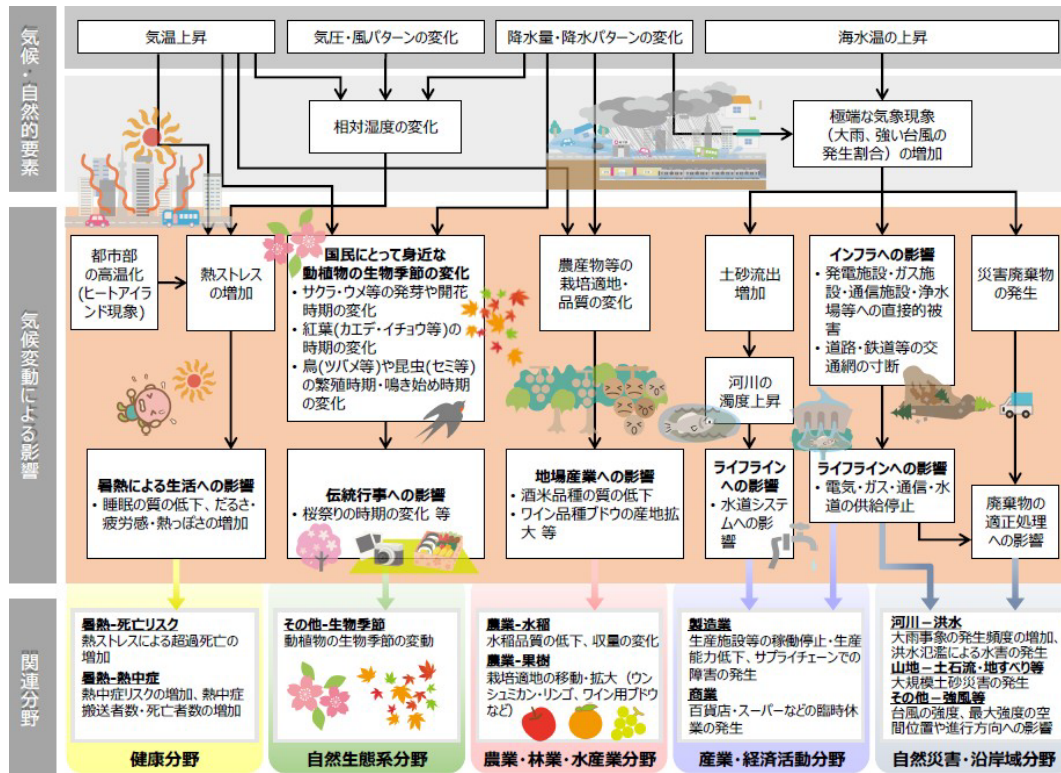 気候・自然的要素
気温上昇
気圧・風パターンの変化
降水量・降水パターンの変化
海水温の上昇
相対湿度の変化
極端な気象現象
（大雨、強い台風の
発生割合）の増加
気候変動による影響
都市部
の高温化
(ヒートアイラ
ンド現象)
熱ストレス
の増加
国民にとって身近な
動植物の生物季節の変化
• サクラ・ウメ等の発芽や開花
時期の変化
• 紅葉(カエデ・イチョウ等)の
時期の変化
• 鳥(ツバメ等)や昆虫(セミ等)
の繁殖時期・鳴き始め時期
の変化
農産物等の
栽培適地・
品質の変化
土砂流出
増加
インフラへの影響
• 発電施設・ガス施
設・通信施設・浄水
場等への直接的被
害
• 道路・鉄道等の交
通網の寸断
災害廃棄物
の発生
河川の
濁度上昇
暑熱による生活への影響
• 睡眠の質の低下、だるさ・
疲労感・熱っぽさの増加
伝統行事への影響
• 桜祭りの時期の変化 等
地場産業への影響
• 酒米品種の質の低下
• ワイン品種ブドウの産地拡
大 等
ライフライン
への影響
• 水道システ
ムへの影
響
ライフラインへの影響
• 電気・ガス・通信・水
道の供給停止
廃棄物の
適正処理
への影響
関連分野
暑熱-死亡リスク
熱ストレスによる超過死亡の
増加
暑熱-熱中症
熱中症リスクの増加、熱中症
搬送者数・死亡者数の増加
健康分野
その他-生物季節
動植物の生物季節の変動
自然生態系分野
農業-水稲
水稲品質の低下、収量の変化
農業-果樹
栽培適地の移動・拡大（ウン
シュミカン・リンゴ、ワイン用ブドウ
など）
農業・林業・水産業分野
製造業
生産施設等の稼働停止・生産
能力低下、サプライチェーンでの
障害の発生
商業
百貨店・スーパーなどの臨時休
業の発生
産業・経済活動分野
河川－洪水
大雨事象の発生頻度の増加、
洪水氾濫による水害の発生
山地－土石流・地すべり等
大規模土砂災害の発生
その他－強風等
台風の強度、最大強度の空
間位置や進行方向への影響
自然災害・沿岸域分野